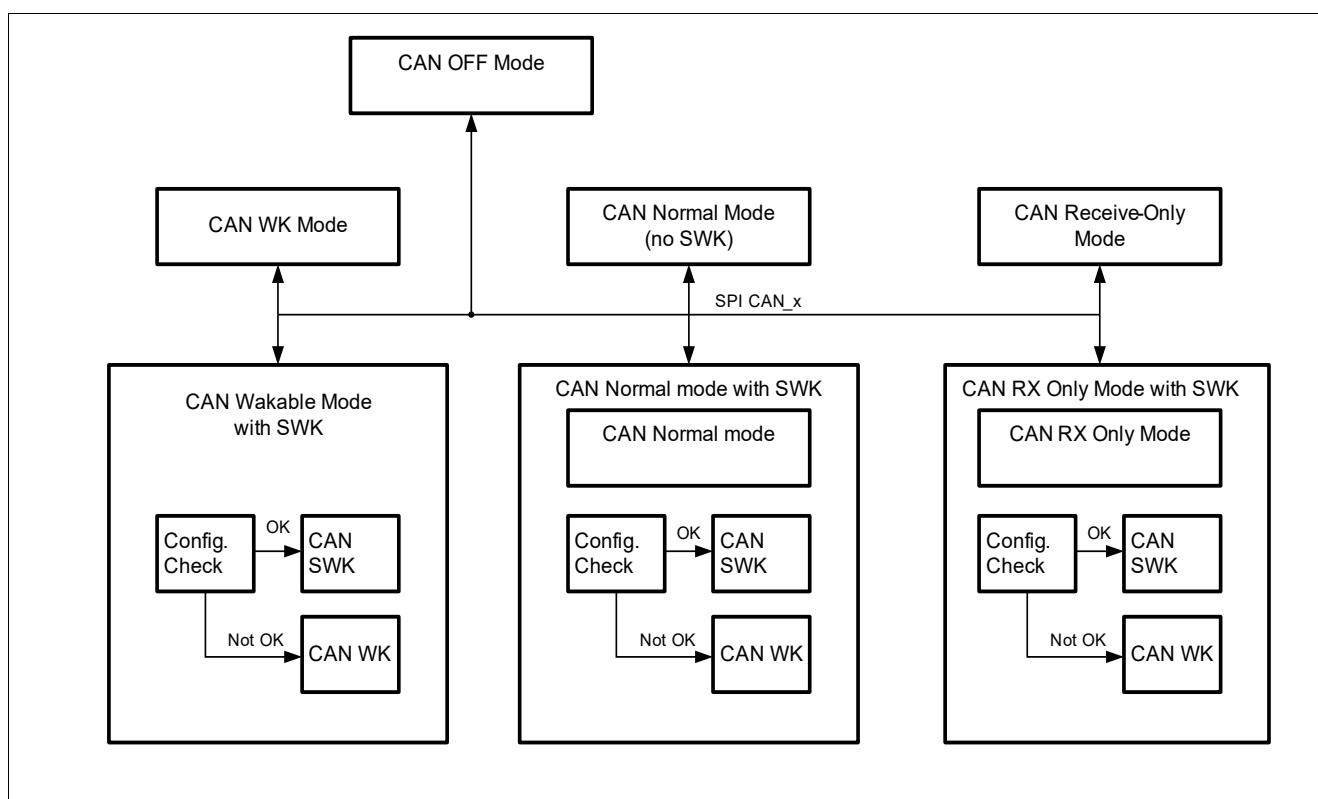 CAN OFF Mode
CAN WK Mode
CAN Normal Mode
(no SWK)
CAN Receive-Only
Mode
SPI CAN_x
CAN Wakable Mode
with SWK
Config.
Check
OK
CAN
SWK
Not OK
CAN WK
CAN Normal mode with SWK
CAN Normal mode
Config.
Check
OK
CAN
SWK
Not OK
CAN WK
CAN RX Only Mode with SWK
CAN RX Only Mode
Config.
Check
OK
CAN
SWK
Not OK
CAN WK